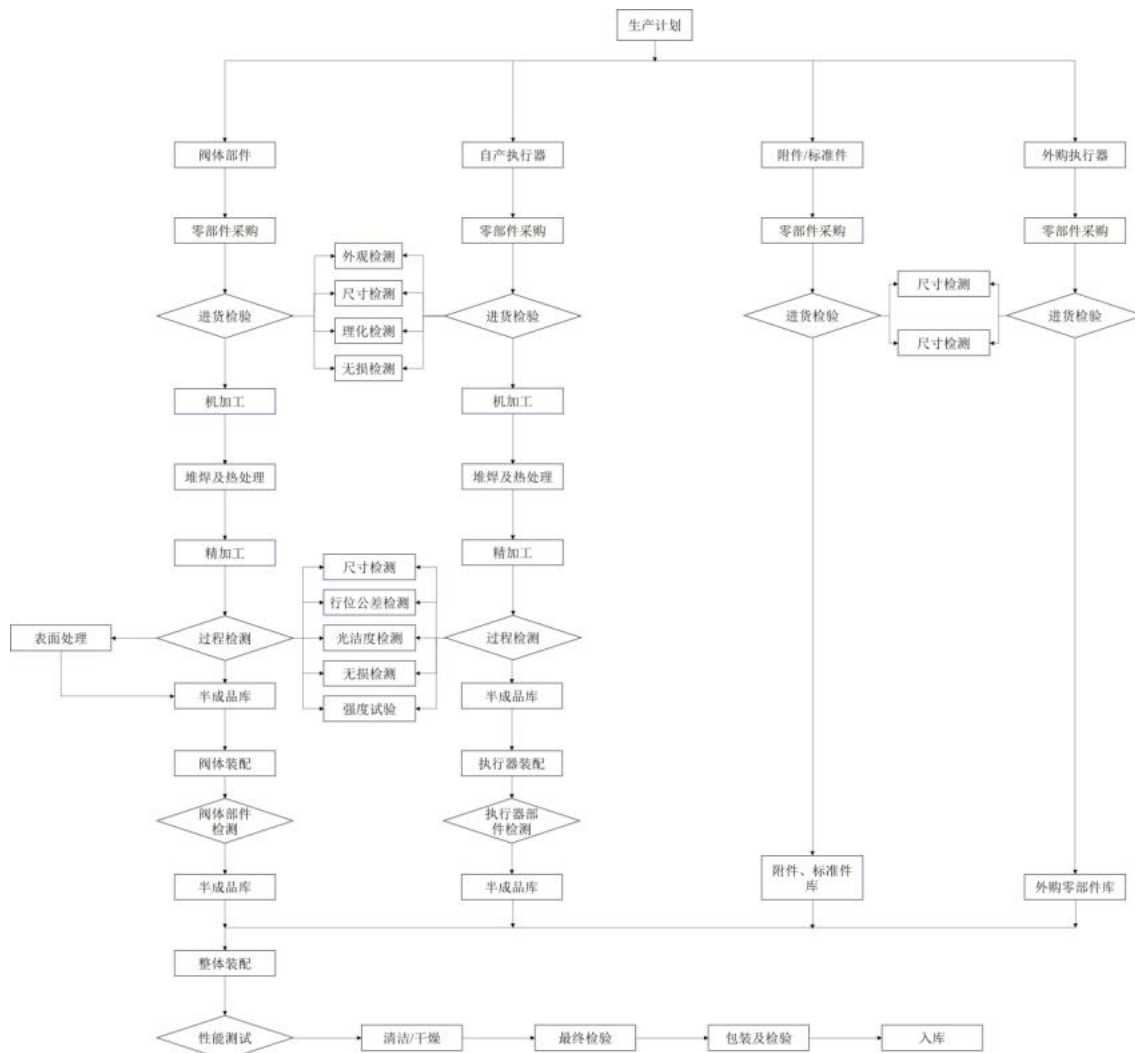 生产计划
阀体部件
自产执行器
附件/标准件
外购执行器
零部件采购
零部件采购
零部件采购
零部件采购
外观检测
尺寸检测
理化检测
无损检测
尺寸检测
尺寸检测
进货检验
进货检验
进货检验
进货检验
机加工
机加工
堆焊及热处理
堆焊及热处理
精加工
精加工
尺寸检测
行位公差检测
光洁度检测
无损检测
强度试验
表面处理
过程检测
过程检测
半成品库
半成品库
阀体装配
执行器装配
阀体部件
检测
执行器部
件检测
半成品库
半成品库
附件、标准件
库
外购零部件库
整体装配
性能测试
清洁/干燥
最终检验
包装及检验
入库